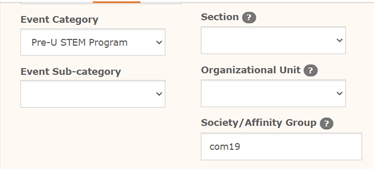 Event Category
Pre-U STEM Program
Event Sub-category
Section ?
Organizational Unit ?
Society/Affinity Group ?
com19